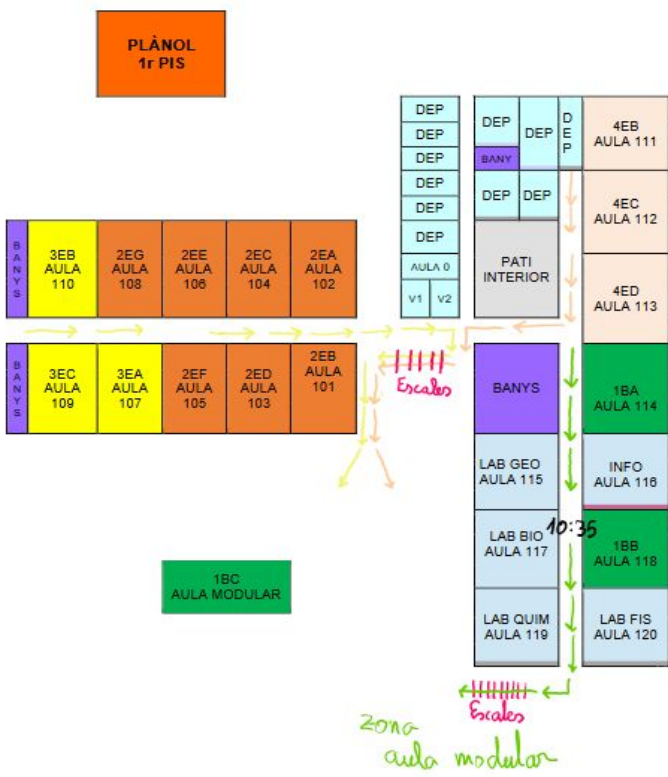 PLÀNOL
1r PIS
DEP
DEP
DEP
DEP
DEP
DEP
AULA 0
V1
V2
DEP
DEP
DEP
BANY
DEP
DEP
PATI
INTERIOR
4EB
AULA 111
4EC
AULA 112
4ED
AULA 113
BANYS
3EB
AULA
110
2EG
AULA
108
2EE
AULA
106
2EC
AULA
104
2EA
AULA
102
BANYS
3EC
AULA
109
3EA
AULA
107
2EF
AULA
105
2ED
AULA
103
2EB
AULA
101
Escales
BANYS
1BA
AULA 114
LAB GEO
AULA 115
INFO
AULA 116
10:35
LAB BIO
AULA 117
1BB
AULA 118
LAB QUIM
AULA 119
LAB FIS
AULA 120
1BC
AULA MODULAR
Escales
zona
aula modular